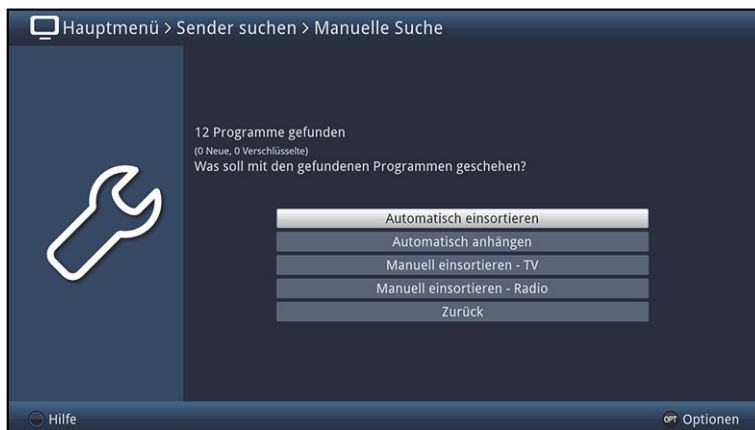 Hauptmenü > Sender suchen > Manuelle Suche
12 Programme gefunden
(0 Neue, 0 Verschlüsselte)
Was soll mit den gefundenen Programmen geschehen?
Automatisch einsortieren
Automatisch anhängen
Manuell einsortieren - TV
Manuell einsortieren - Radio
Zurück
Hilfe
OPT Optionen